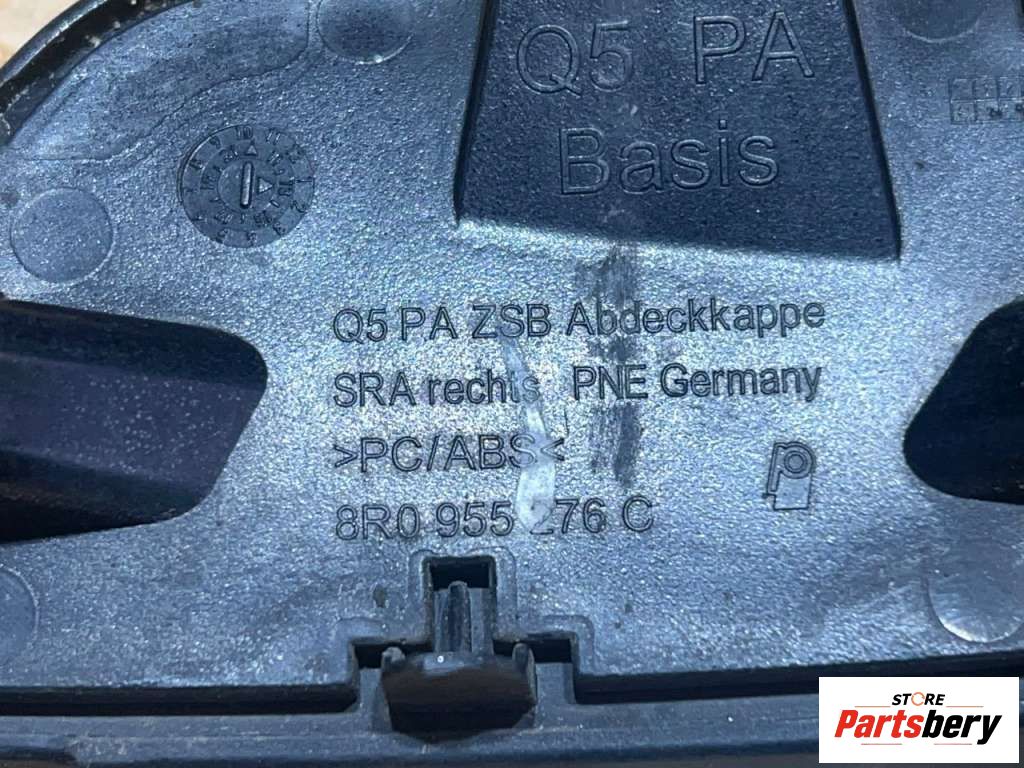 Q5 PA
Basis
Q5 PA ZSB Abdeckkappe
SRA rechts PNE Germany
>PC/ABS<
8R0 955 276 C
STORE
Partsbery